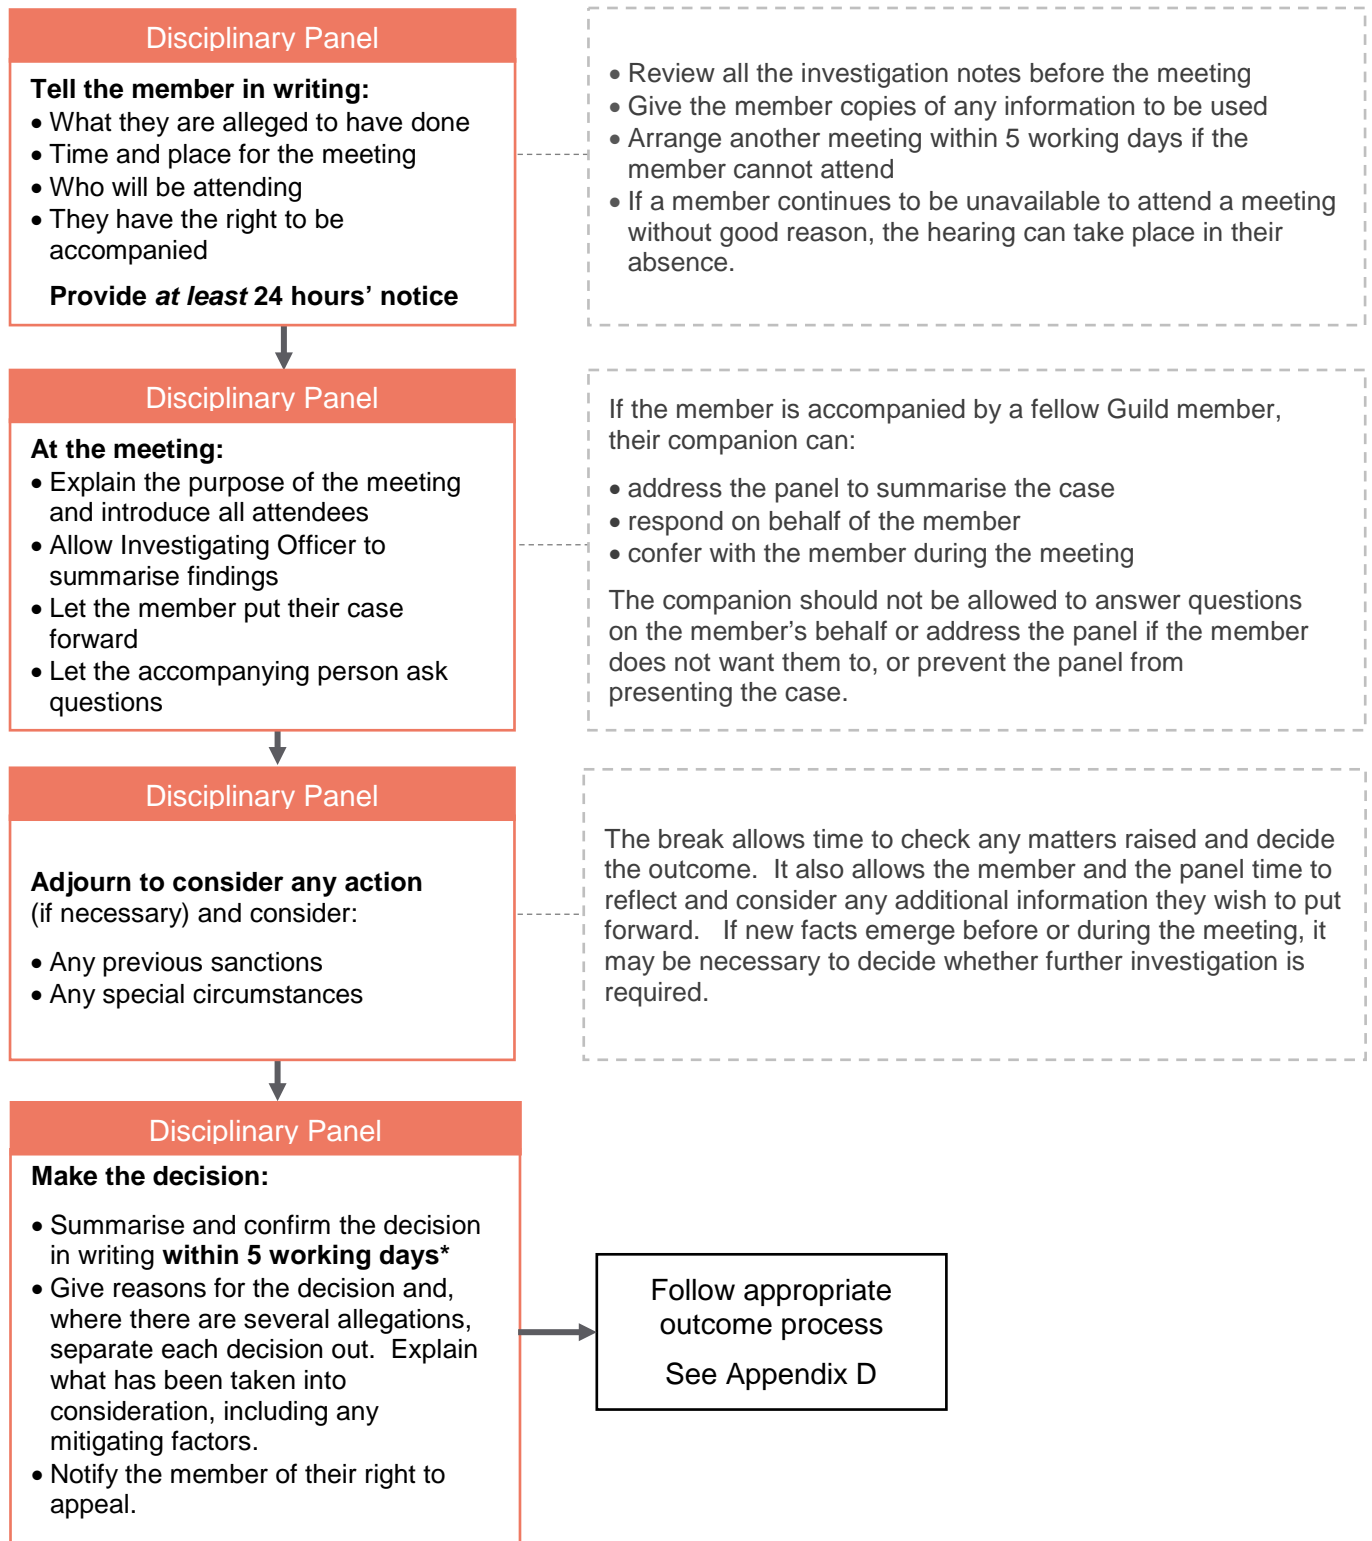 Disciplinary Panel
Tell the member in writing:
• What they are alleged to have done
• Time and place for the meeting
• Who will be attending
• They have the right to be
accompanied
Provide at least 24 hours’ notice
• Review all the investigation notes before the meeting
• Give the member copies of any information to be used
• Arrange another meeting within 5 working days if the
member cannot attend
• If a member continues to be unavailable to attend a meeting
without good reason, the hearing can take place in their
absence.
Disciplinary Panel
At the meeting:
• Explain the purpose of the meeting
and introduce all attendees
• Allow Investigating Officer to
summarise findings
• Let the member put their case
forward
• Let the accompanying person ask
questions
If the member is accompanied by a fellow Guild member,
their companion can:
• address the panel to summarise the case
• respond on behalf of the member
• confer with the member during the meeting
The companion should not be allowed to answer questions
on the member’s behalf or address the panel if the member
does not want them to, or prevent the panel from
presenting the case.
Disciplinary Panel
Adjourn to consider any action
(if necessary) and consider:
• Any previous sanctions
• Any special circumstances
The break allows time to check any matters raised and decide
the outcome.  It also allows the member and the panel time to
reflect and consider any additional information they wish to put
forward.   If new facts emerge before or during the meeting, it
may be necessary to decide whether further investigation is
required.
Disciplinary Panel
Make the decision:
• Summarise and confirm the decision
in writing within 5 working days*
• Give reasons for the decision and,
where there are several allegations,
separate each decision out.  Explain
what has been taken into
consideration, including any
mitigating factors.
• Notify the member of their right to
appeal.
Follow appropriate
outcome process
See Appendix D